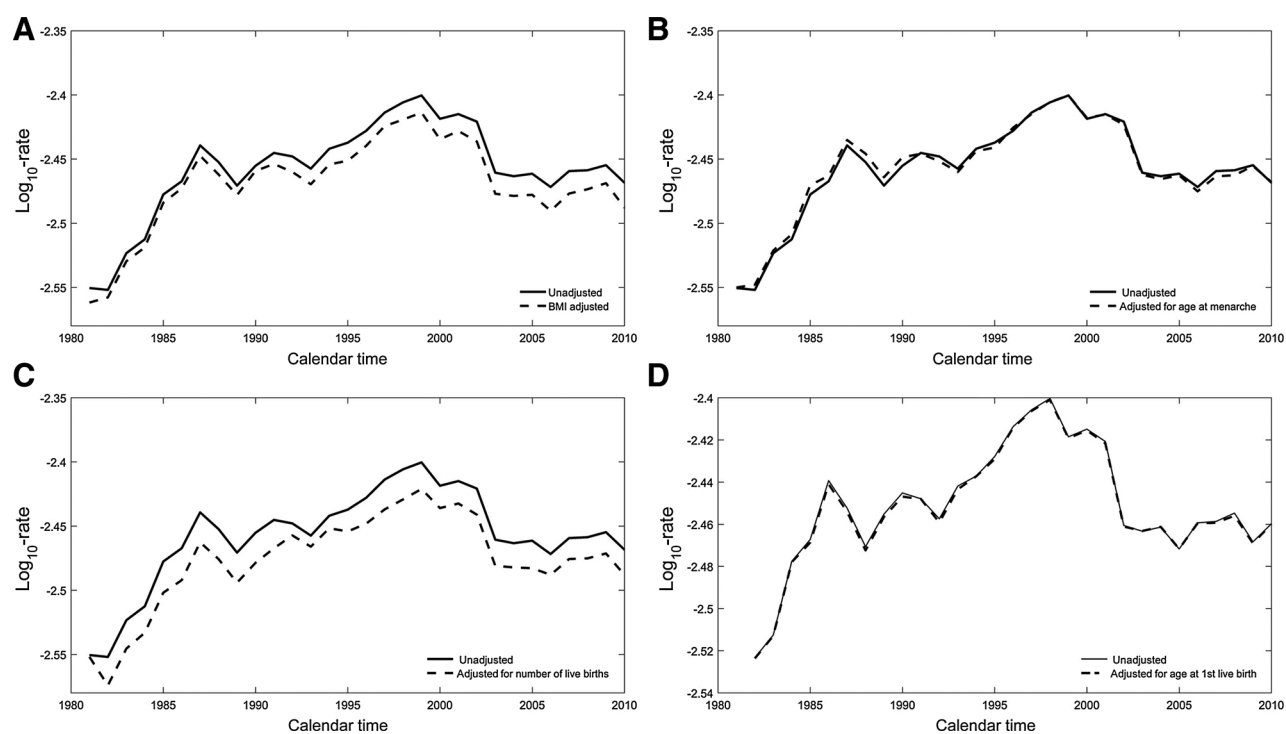 A
-2.35
-2.4
-2.45
-2.5
-2.55
Log10-rate
Unadjusted
BMI adjusted
1980 1985 1990 1995 2000 2005 2010
Calendar time
B
-2.35
-2.4
-2.45
-2.5
-2.55
Log10-rate
Unadjusted
Adjusted for age at menarche
1980 1985 1990 1995 2000 2005 2010
Calendar time
C
-2.35
-2.4
-2.45
-2.5
-2.55
Log10-rate
Unadjusted
Adjusted for number of live births
1980 1985 1990 1995 2000 2005 2010
Calendar time
D
-2.4
-2.42
-2.44
-2.46
-2.48
-2.5
-2.52
-2.54
Log10-rate
Unadjusted
Adjusted for age at 1st live birth
1980 1985 1990 1995 2000 2005 2010
Calendar time